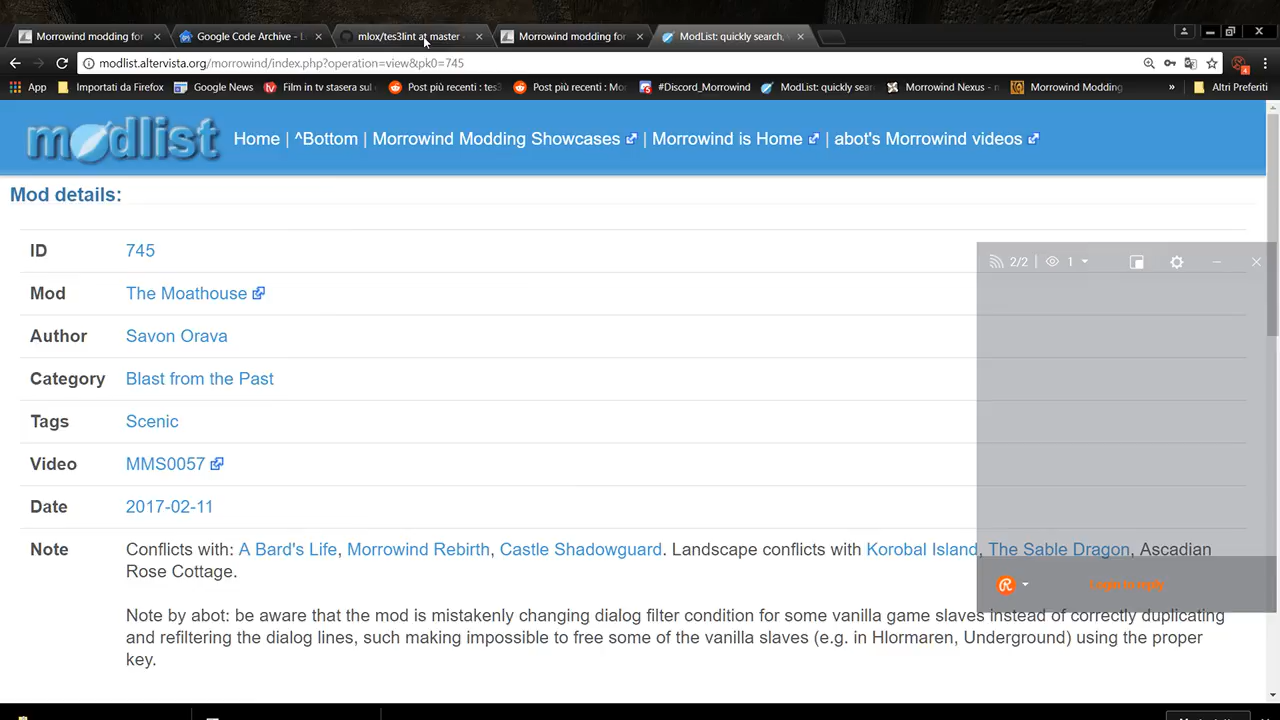 Morrowind modding for
Google Code Archive - L
mlox/tes3lint at master
Morrowind modding for
ModList: quickly search,
modlist.altervista.org/morrowind/index.php?operation=view&pk0=745
App
Importati da Firefox
Google News
Film in tv stasera sul
Post più recenti : tes3
Post più recenti : Mo
#Discord_Morrowind
ModList: quickly sear
Morrowind Nexus - m
Morrowind Modding
»
Altri Preferiti
modlist
Home | ^Bottom | Morrowind Modding Showcases | Morrowind is Home | abot's Morrowind videos
Mod details:
ID 745
2/2 | 1
Mod The Moathouse
Author Savon Orava
Category Blast from the Past
Tags Scenic
Video MMS0057
Date 2017-02-11
Note Conflicts with: A Bard's Life, Morrowind Rebirth, Castle Shadowguard. Landscape conflicts with Korobal Island, The Sable Dragon, Ascadian
Rose Cottage.
Login to reply
Note by abot: be aware that the mod is mistakenly changing dialog filter condition for some vanilla game slaves instead of correctly duplicating
and refiltering the dialog lines, such making impossible to free some of the vanilla slaves (e.g. in Hlormaren, Underground) using the proper
key.